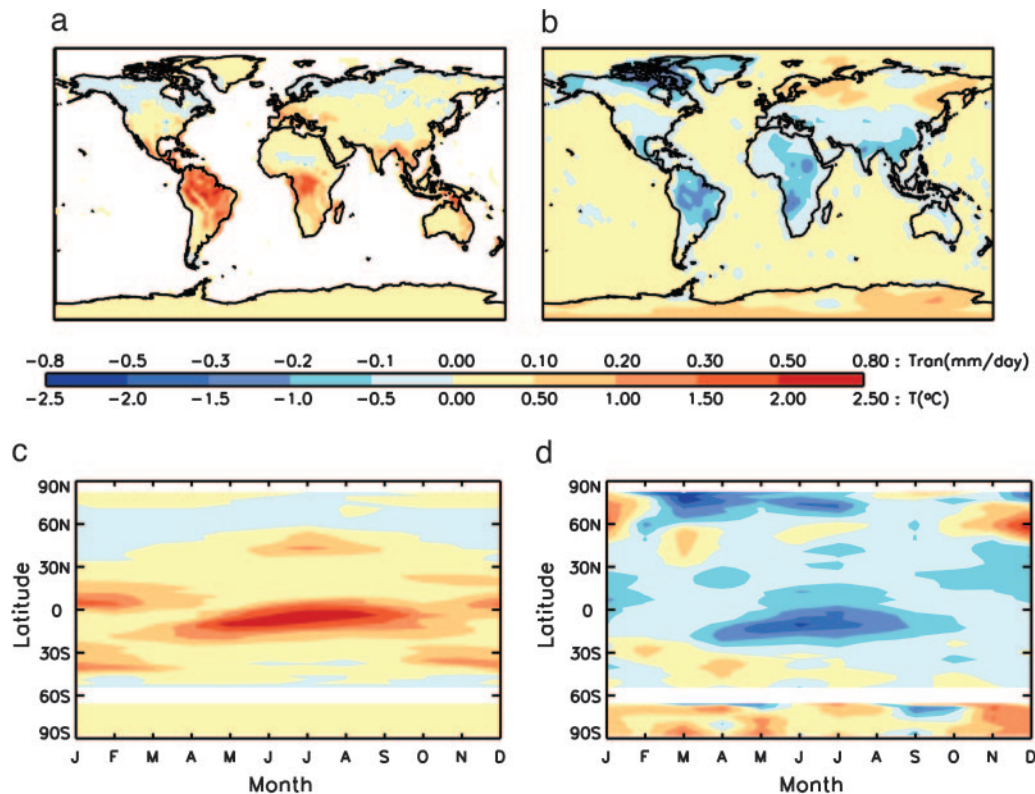 a
b
-0.8 -0.5 -0.2 -0.1 0.00 0.10 0.20 0.30 0.50 0.80 : Tran(mm/day)
-2.5 -2.0 -1.5 -1.0 -0.5 0.00 0.50 1.00 1.50 2.00 2.50 : T(°C)
c
d
90N
60N
30N
0
30S
60S
90S
Latitude
J F M A M J J A S O N D
Month
90N
60N
30N
0
30S
60S
90S
Latitude
J F M A M J J A S O N D
Month